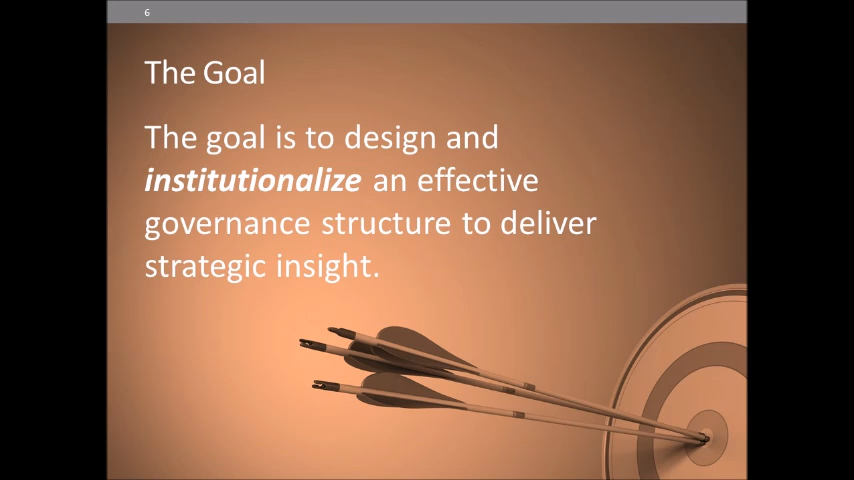 6
The Goal
The goal is to design and
institutionalize an effective
governance structure to deliver
strategic insight.